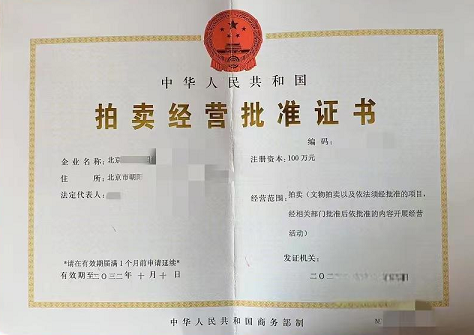 中华人民共和国
拍卖经营批准证书
编 码:
企业名称:北京
注册资本:100万元
住 所:北京市朝阳
法定代表人:
经营范围:拍卖（文物拍卖以及依法须经批准的项目,
经相关部门批准后依批准的内容开展经营
活动）
*请在有效期届满1个月前申请延续*
有效期至二〇三二年 十月十日
发证机关:
二〇二
中华人民共和国商务部制
N